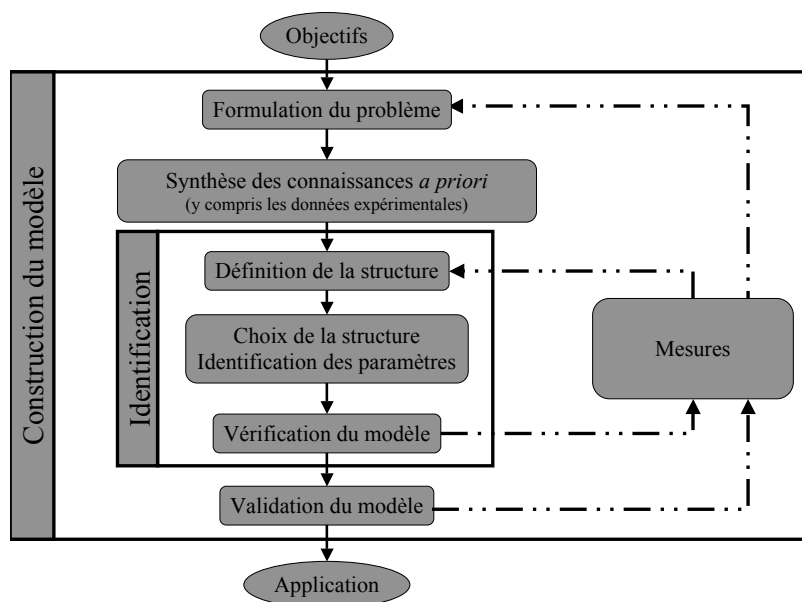 Objectifs
Construction du modèle
Formulation du problème
Synthèse des connaissances a priori
(y compris les données expérimentales)
Identification
Définition de la structure
Choix de la structure
Identification des paramètres
Mesures
Vérification du modèle
Validation du modèle
Application